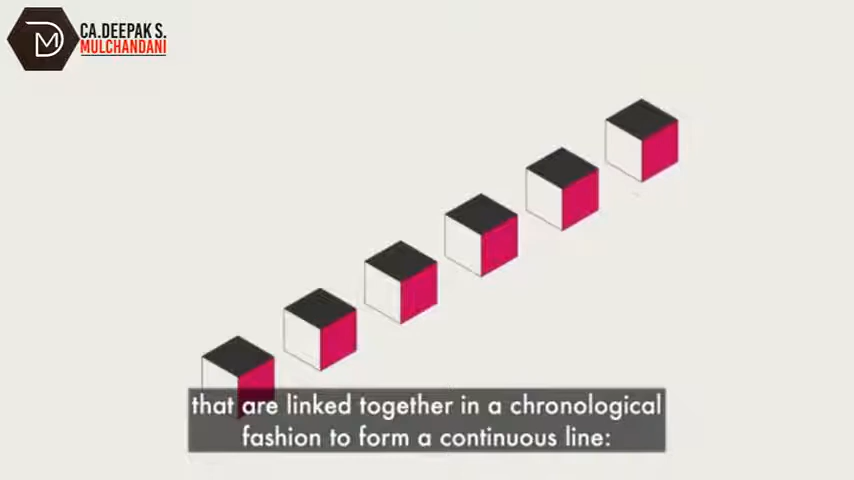 CA.DEEPAK S.
MULCHANDANI
that are linked together in a chronological
fashion to form a continuous line: